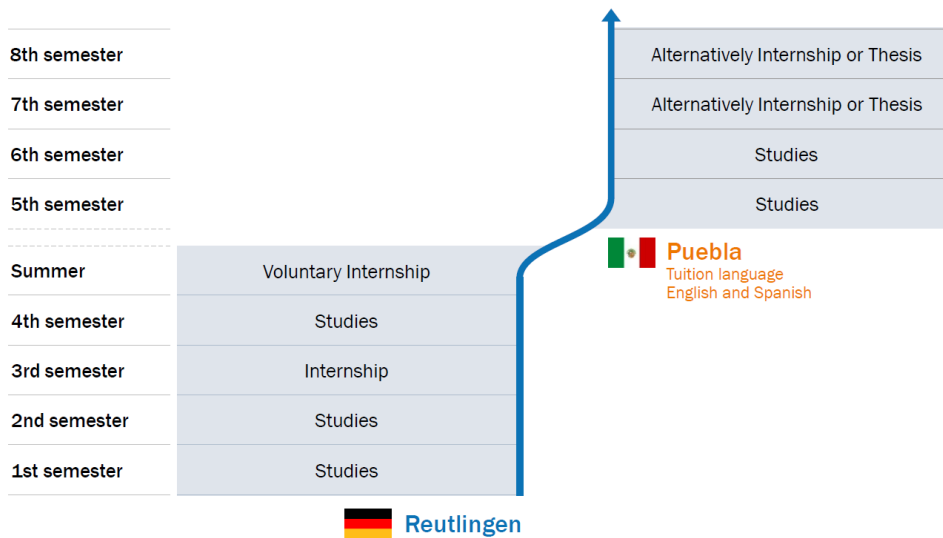 8th semester
Alternatively Internship or Thesis
7th semester
Alternatively Internship or Thesis
6th semester
Studies
5th semester
Studies
Puebla
Tuition language
English and Spanish
Summer
Voluntary Internship
4th semester
Studies
3rd semester
Internship
2nd semester
Studies
1st semester
Studies
Reutlingen